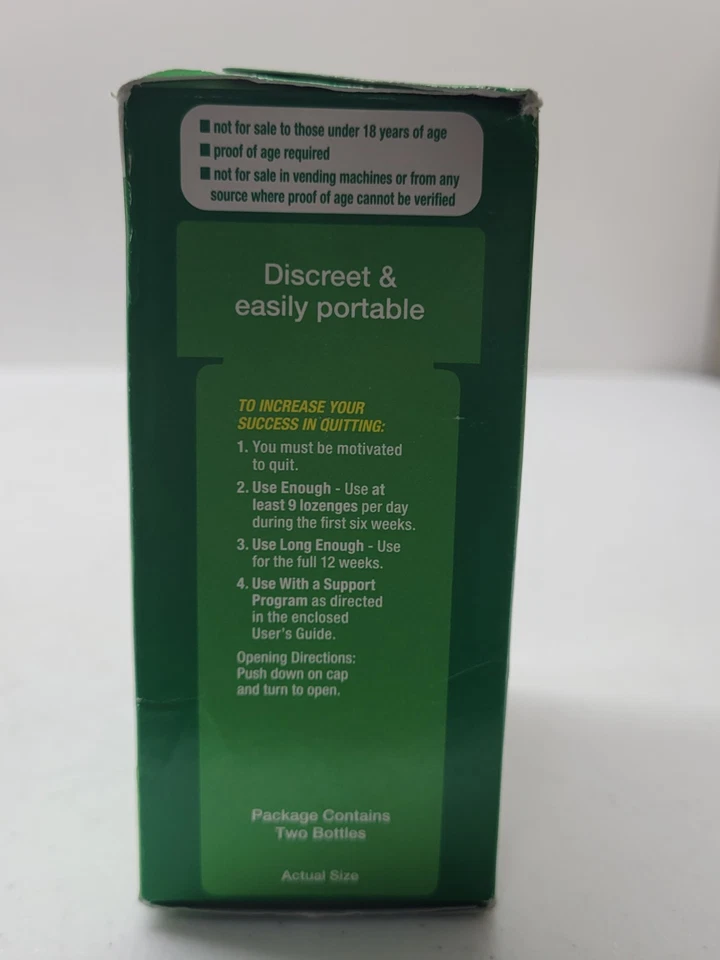 ■ not for sale to those under 18 years of age
■ proof of age required
■ not for sale in vending machines or from any
source where proof of age cannot be verified
Discreet &
easily portable
TO INCREASE YOUR
SUCCESS IN QUITTING:
1. You must be motivated
to quit.
2. Use Enough - Use at
least 9 lozenges per day
during the first six weeks.
3. Use Long Enough - Use
for the full 12 weeks.
4. Use With a Support
Program as directed
in the enclosed
User's Guide.
Opening Directions:
Push down on cap
and turn to open.
Package Contains
Two Bottles
Actual Size